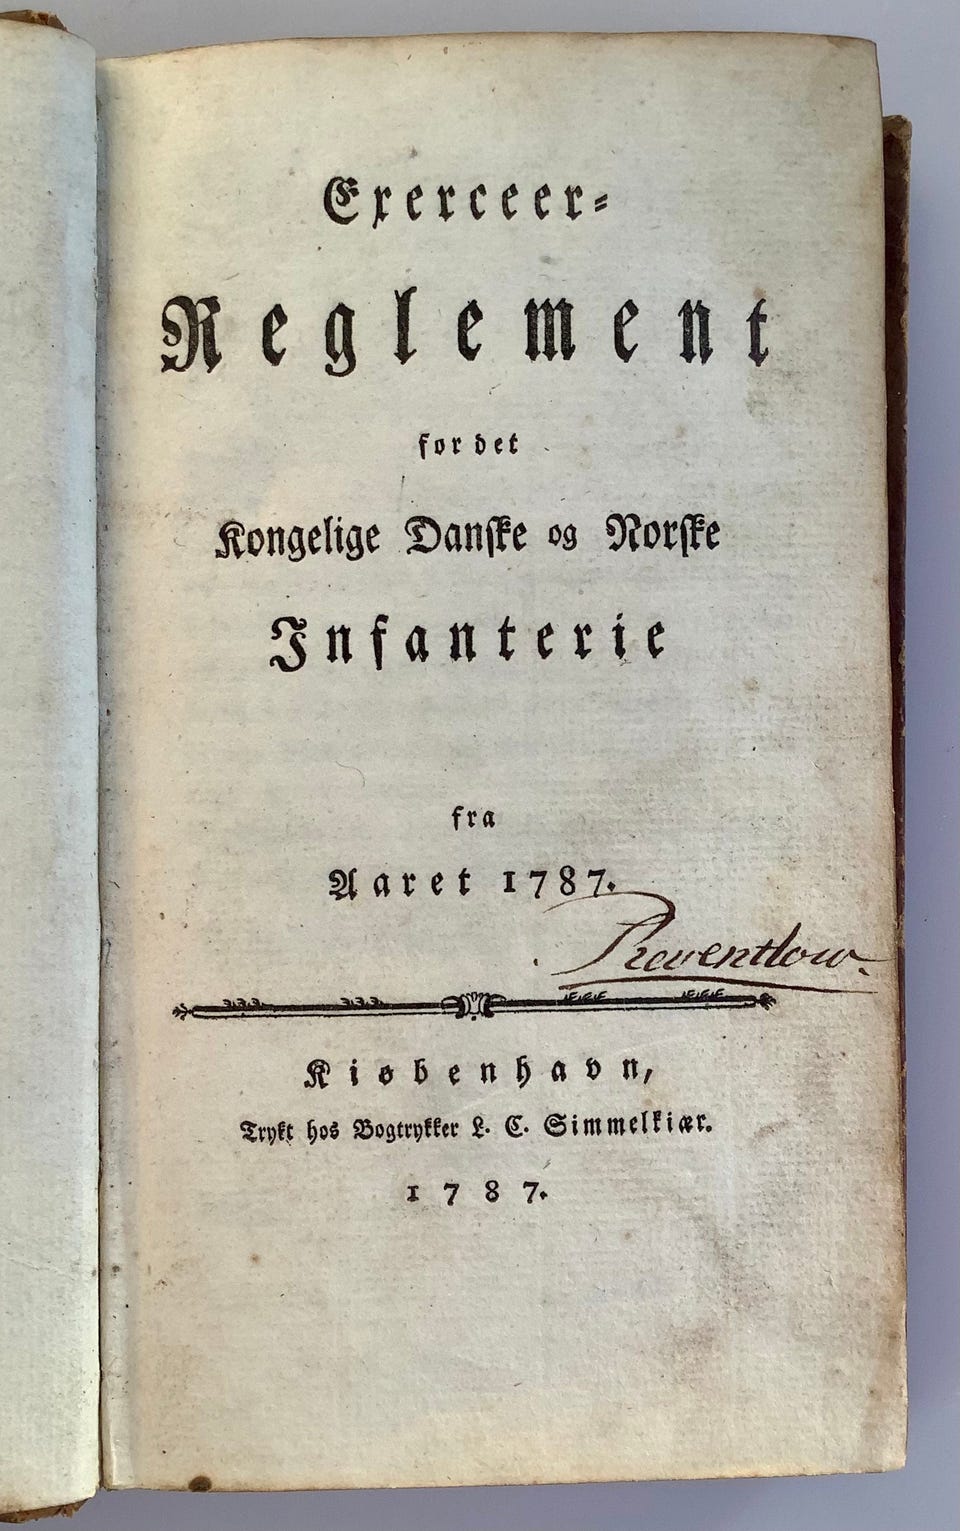 Exerceer-
Reglement
for det
Kongelige Danske og Norske
Infanterie
fra
Aaret 1787.
Reventlow.
Kiøbenhavn,
Trykt hos Bogtrykker L. C. Simmelkiær.
1787.